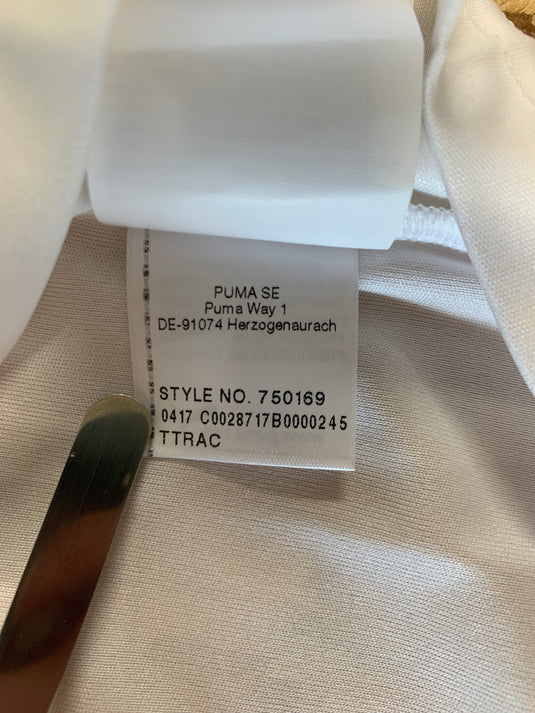 PUMA SE
Puma Way 1
DE-91074 Herzogenaurach
STYLE NO. 750169
0417 C0028717B0000245
TTRAC